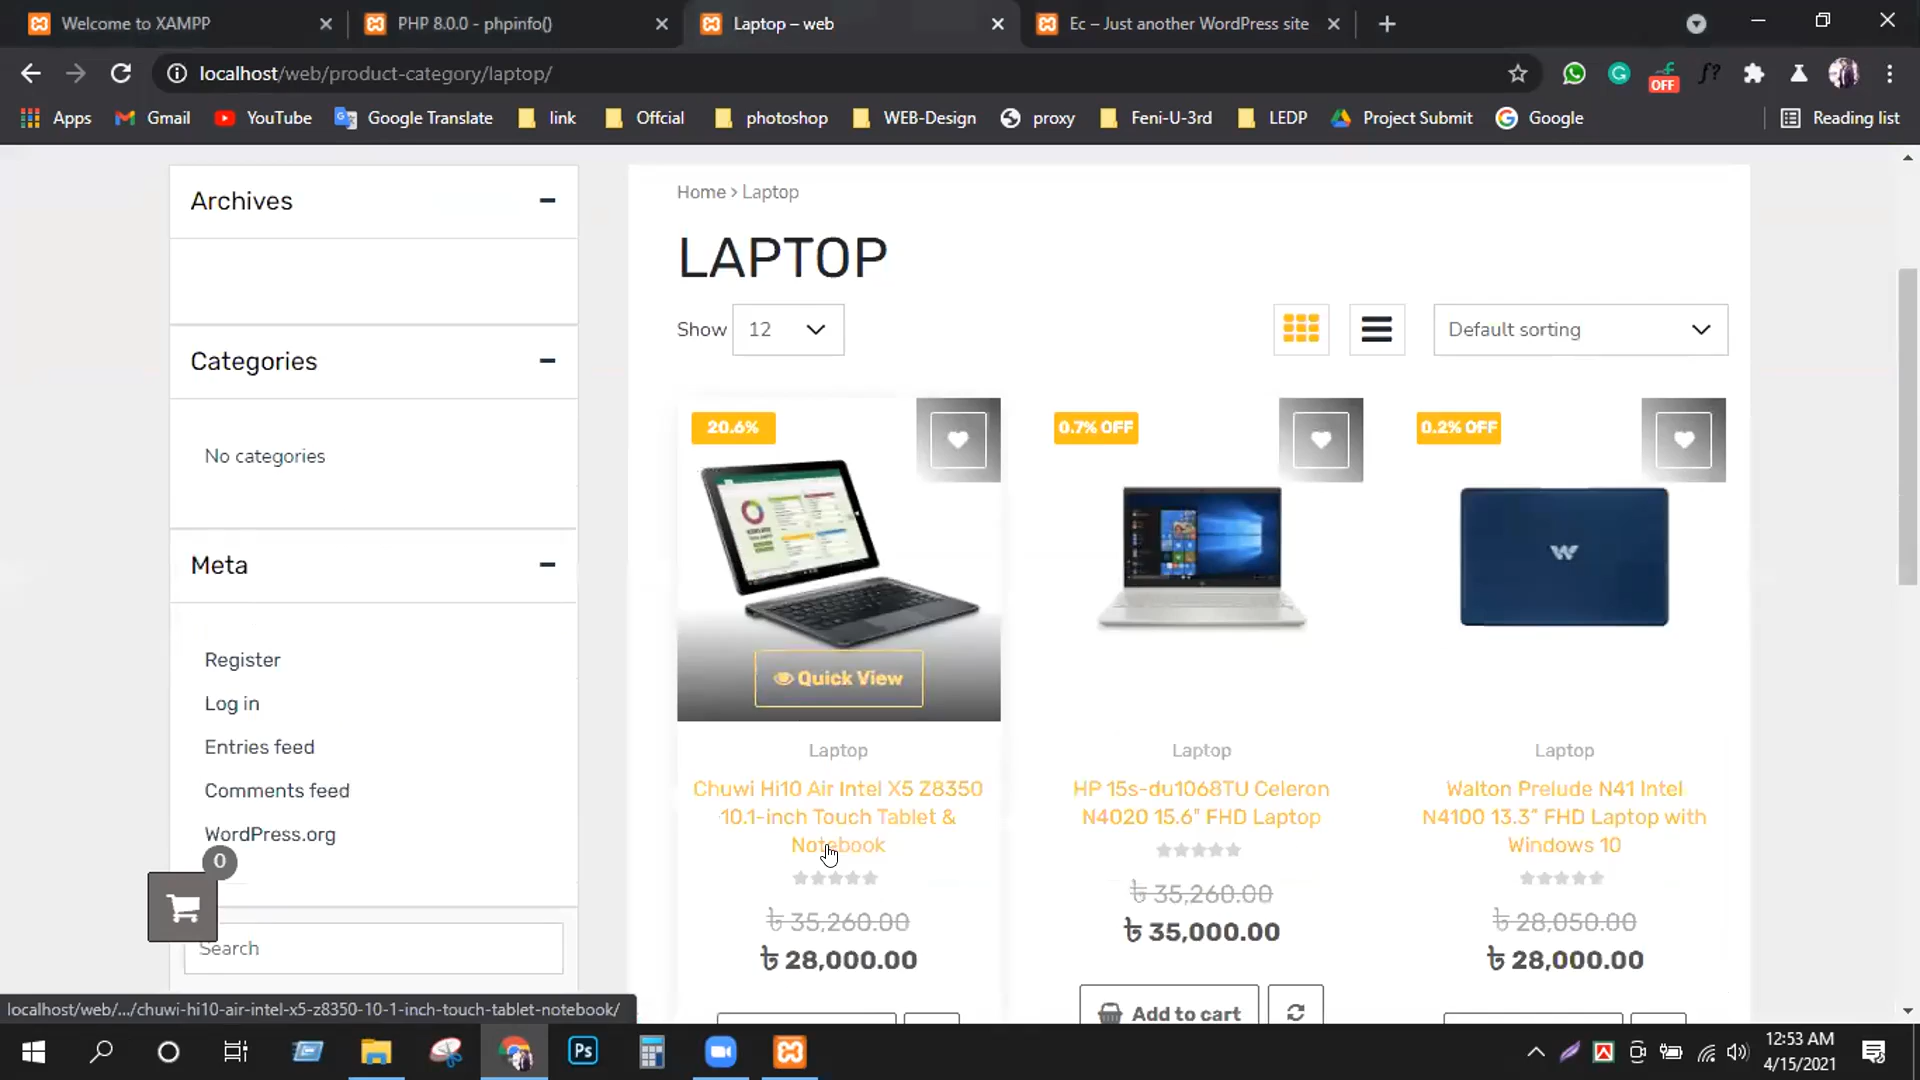 Welcome to XAMPP
PHP 8.0.0 - phpinfo()
Laptop – web
Ec – Just another WordPress site
localhost/web/product-category/laptop/
OFF
f?
Apps
Gmail
YouTube
Google Translate
link
Offcial
photoshop
WEB-Design
proxy
Feni-U-3rd
LEDP
Project Submit
Google
Reading list
Archives
Categories
No categories
Meta
Register
Log in
Entries feed
Comments feed
WordPress.org
0
Search
Home › Laptop
LAPTOP
Show 12
Default sorting
20.6%
Quick View
Laptop
Chuwi Hi10 Air Intel X5 Z8350
10.1-inch Touch Tablet &
Notebook
৳ 35,260.00
৳ 28,000.00
0.7% OFF
Laptop
HP 15s-du1068TU Celeron
N4020 15.6″ FHD Laptop
৳ 35,260.00
৳ 35,000.00
Add to cart
0.2% OFF
Laptop
Walton Prelude N41 Intel
N4100 13.3″ FHD Laptop with
Windows 10
৳ 28,050.00
৳ 28,000.00
localhost/web/.../chuwi-hi10-air-intel-x5-z8350-10-1-inch-touch-tablet-notebook/
Ps
12:53 AM
4/15/2021